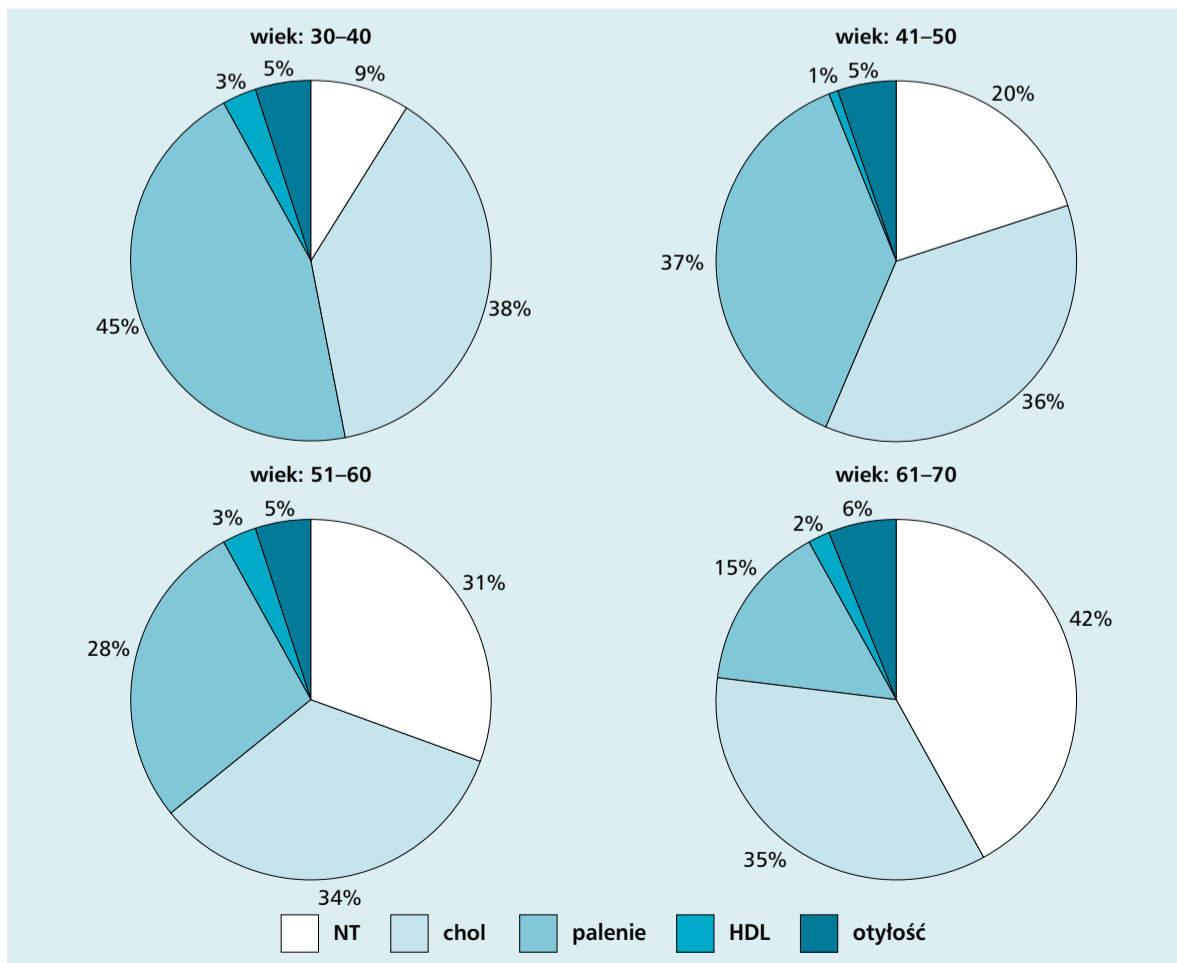 wiek: 30–40
3% 5% 9%
45%
38%
wiek: 41–50
1% 5%
20%
37%
36%
wiek: 51–60
3% 5%
31%
28%
34%
wiek: 61–70
2% 6%
15%
42%
35%
NT chol palenie HDL otyłość